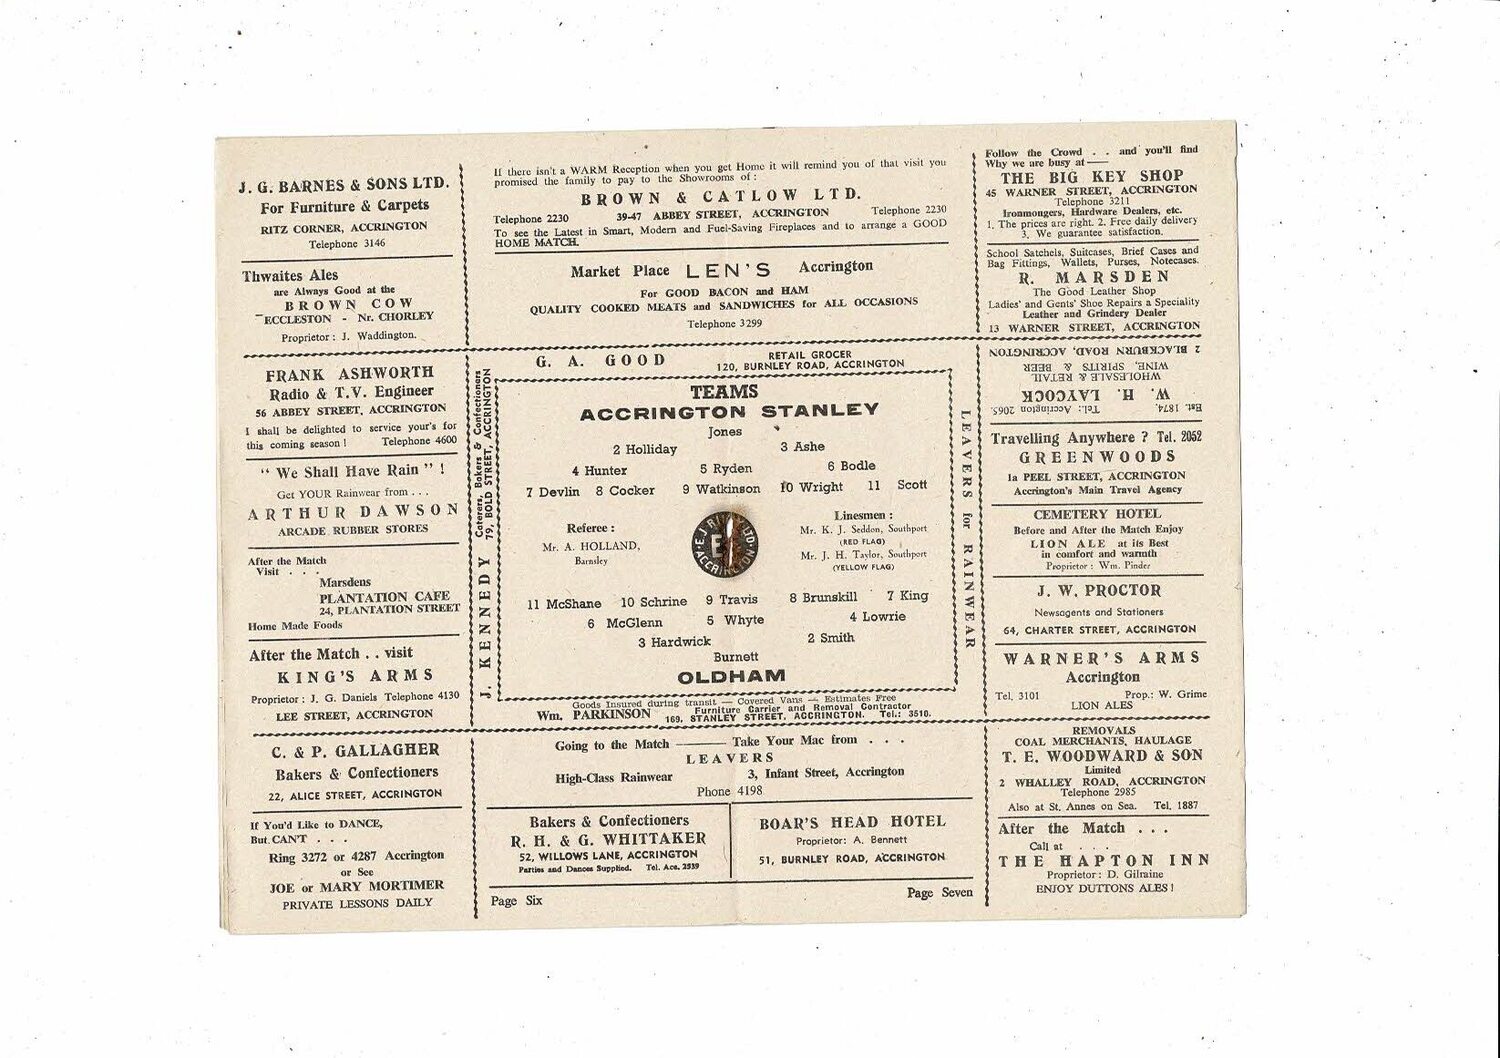 J. G. BARNES & SONS LTD.
For Furniture & Carpets
RITZ CORNER, ACCRINGTON
Telephone 3146
Thwaites Ales
are Always Good at the
BROWN COW
ECCLESTON - Nr. CHORLEY
Proprietor : J. Waddington.
FRANK ASHWORTH
Radio & T.V. Engineer
56 ABBEY STREET, ACCRINGTON
I shall be delighted to service your's for
this coming season ! Telephone 4600
" We Shall Have Rain " !
Get YOUR Rainwear from . . .
ARTHUR DAWSON
ARCADE RUBBER STORES
After the Match
Visit . . .
Marsdens
PLANTATION CAFE
24, PLANTATION STREET
Home Made Foods
After the Match . . visit
KING'S ARMS
Proprietor : J. G. Daniels Telephone 4130
LEE STREET, ACCRINGTON
C. & P. GALLAGHER
Bakers & Confectioners
22, ALICE STREET, ACCRINGTON
If You'd Like to DANCE,
But CAN'T . . .
Ring 3272 or 4287 Accrington
or See
JOE or MARY MORTIMER
PRIVATE LESSONS DAILY
If there isn't a WARM Reception when you get Home it will remind you of that visit you
promised the family to pay to the Showrooms of :
BROWN & CATLOW LTD.
Telephone 2230 39-47 ABBEY STREET, ACCRINGTON Telephone 2230
To see the Latest in Smart, Modern and Fuel-Saving Fireplaces and to arrange a GOOD
HOME MATCH.
Market Place LEN'S Accrington
For GOOD BACON and HAM
QUALITY COOKED MEATS and SANDWICHES for ALL OCCASIONS
Telephone 3299
G. A. GOOD RETAIL GROCER
120, BURNLEY ROAD, ACCRINGTON
J. KENNEDY Caterers, Bakers & Confectioners
79, BOLD STREET, ACCRINGTON
TEAMS
ACCRINGTON STANLEY
Jones
2 Holliday 3 Ashe
4 Hunter 5 Ryden 6 Bodle
7 Devlin 8 Cocker 9 Watkinson 10 Wright 11 Scott
Referee :
Mr. A. HOLLAND,
Barnsley
E. J. RI LTD.
E
ACCRINGTON
Linesmen :
Mr. K. J. Seddon, Southport
(RED FLAG)
Mr. J. H. Taylor, Southport
(YELLOW FLAG)
11 McShane 10 Schrine 9 Travis 8 Brunskill 7 King
6 McGlenn 5 Whyte 4 Lowrie
3 Hardwick 2 Smith
Burnett
OLDHAM
LEAVERS for RAINWEAR
Goods Insured during transit — Covered Vans — Estimates Free
Wm. PARKINSON Furniture Carrier and Removal Contractor
169, STANLEY STREET, ACCRINGTON. Tel.: 3510.
Going to the Match —— Take Your Mac from . . .
LEAVERS
High-Class Rainwear 3, Infant Street, Accrington
Phone 4198
Bakers & Confectioners
R. H. & G. WHITTAKER
52, WILLOWS LANE, ACCRINGTON
Parties and Dances Supplied. Tel. Acc. 2539
BOAR'S HEAD HOTEL
Proprietor: A. Bennett
51, BURNLEY ROAD, ACCRINGTON
Page Six
Page Seven
Follow the Crowd . . and you'll find
Why we are busy at —
THE BIG KEY SHOP
45 WARNER STREET, ACCRINGTON
Telephone 3211
Ironmongers, Hardware Dealers, etc.
1. The prices are right. 2. Free daily delivery
3. We guarantee satisfaction.
School Satchels, Suitcases, Brief Cases and
Bag Fittings, Wallets, Purses, Notecases.
R. MARSDEN
The Good Leather Shop
Ladies' and Gents' Shoe Repairs a Speciality
Leather and Grindery Dealer
13 WARNER STREET, ACCRINGTON
Est. 1874. Tel.: Accrington 2065.
W. H. LAYCOCK
WHOLESALE & RETAIL
WINE, SPIRITS & BEER
2 BLACKBURN ROAD, ACCRINGTON
Travelling Anywhere ? Tel. 2052
GREENWOODS
1a PEEL STREET, ACCRINGTON
Accrington's Main Travel Agency
CEMETERY HOTEL
Before and After the Match Enjoy
LION ALE at its Best
in comfort and warmth
Proprietor : Wm. Pinder
J. W. PROCTOR
Newsagents and Stationers
64, CHARTER STREET, ACCRINGTON
WARNER'S ARMS
Accrington
Tel. 3101 Prop.: W. Grime
LION ALES
REMOVALS
COAL MERCHANTS, HAULAGE
T. E. WOODWARD & SON
Limited
2 WHALLEY ROAD, ACCRINGTON
Telephone 2985
Also at St. Annes on Sea. Tel. 1887
After the Match . . .
Call at . . .
THE HAPTON INN
Proprietor : D. Gilraine
ENJOY DUTTONS ALES !